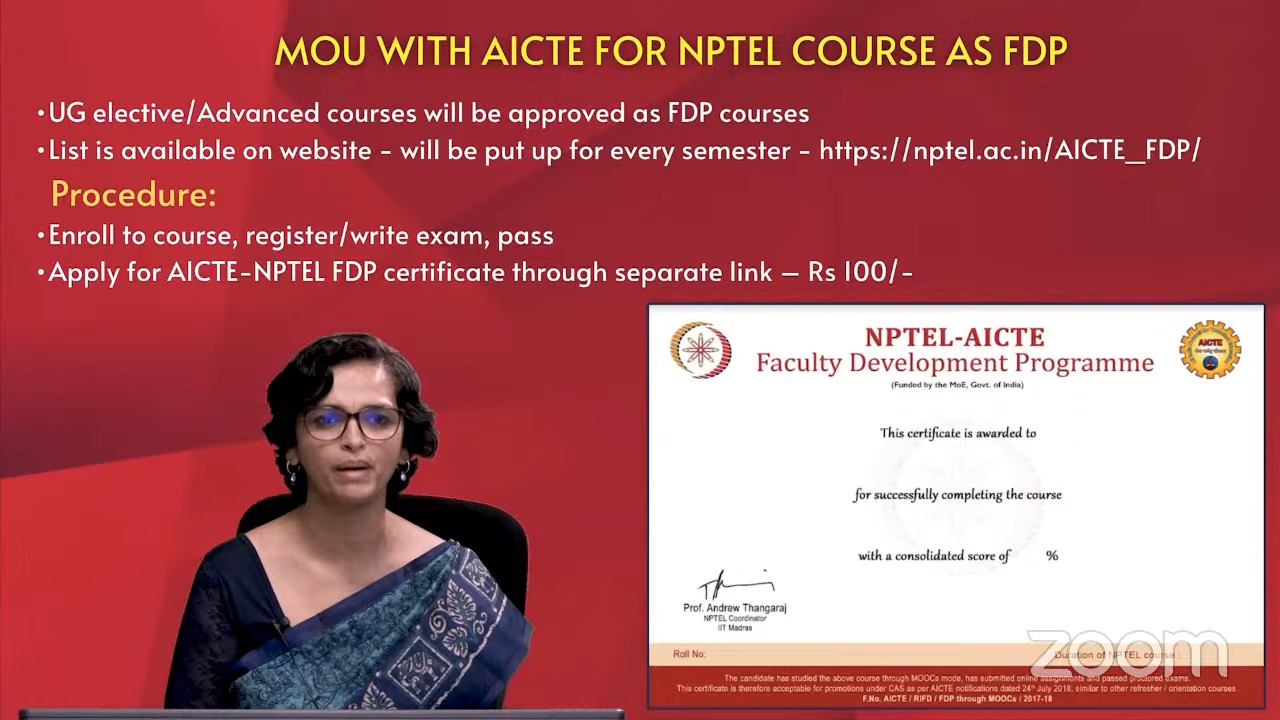 MOU WITH AICTE FOR NPTEL COURSE AS FDP
•UG elective/Advanced courses will be approved as FDP courses
•List is available on website - will be put up for every semester - https://nptel.ac.in/AICTE_FDP/
Procedure:
•Enroll to course, register/write exam, pass
•Apply for AICTE-NPTEL FDP certificate through separate link – Rs 100/-
NPTEL-AICTE
Faculty Development Programme
(Funded by the MoE, Govt. of India)
AICTE
This certificate is awarded to
for successfully completing the course
with a consolidated score of %
Prof. Andrew Thangaraj
NPTEL Coordinator
IIT Madras
Roll No:
Duration of NPTEL course :
zoom
The candidate has studied the above course through MOOCs mode, has submitted online assignments and passed proctored exams.
This certificate is therefore acceptable for promotions under CAS as per AICTE notifications dated 24th July 2018, similar to other refresher / orientation courses.
F.No. AICTE / RIFD / FDP through MOOCs / 2017-18